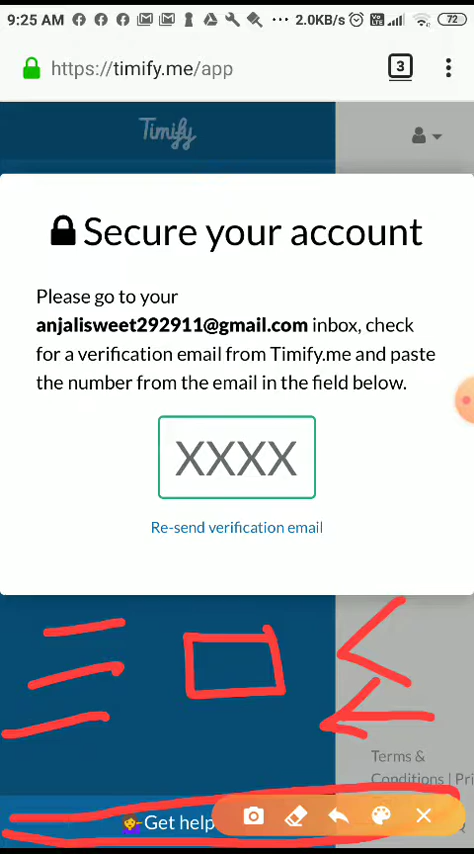 9:25 AM 2.0KB/s 72
https://timify.me/app 3
Timify
Secure your account
Please go to your
anjalisweet292911@gmail.com inbox, check
for a verification email from Timify.me and paste
the number from the email in the field below.
XXXX
Re-send verification email
Terms &
Conditions | Pri
Get help